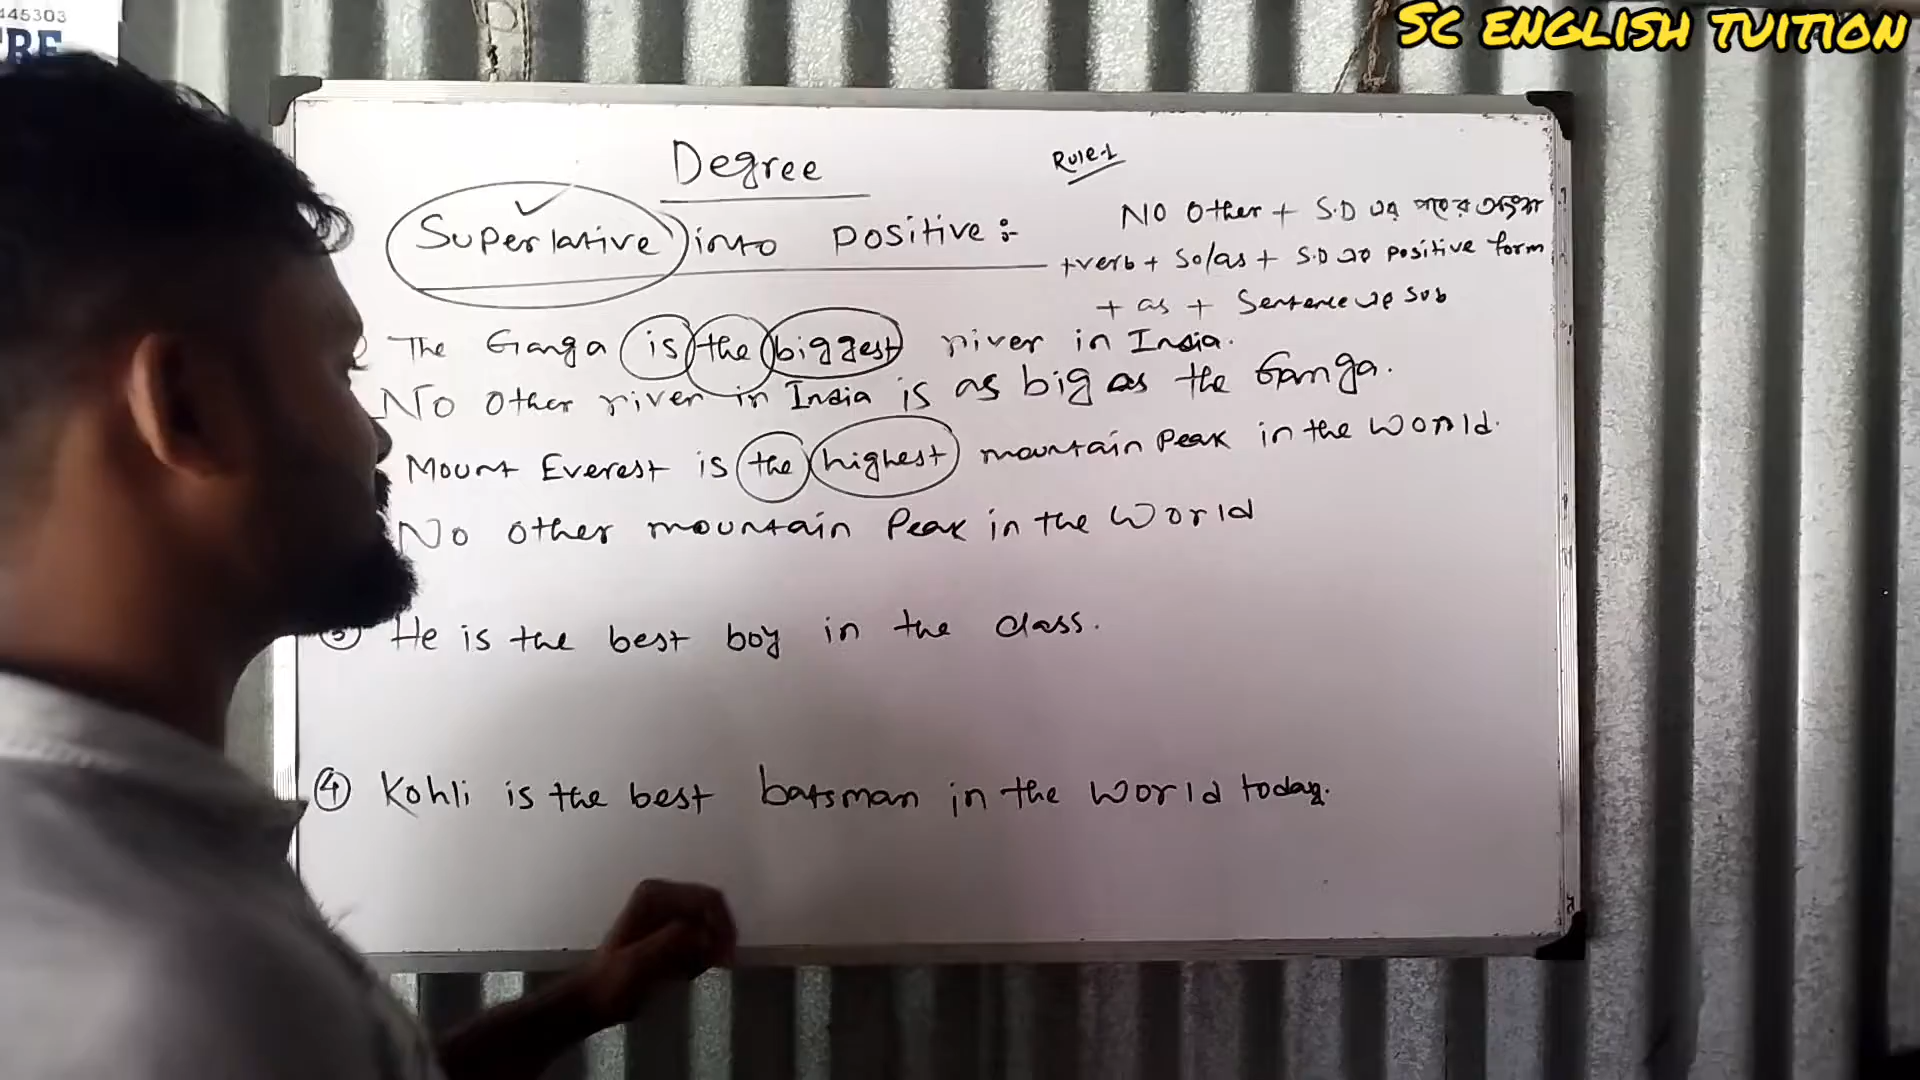 445303
SC ENGLISH TUITION
Degree
Rule-1
Superlative into positive :-
NO Other + S.D এর পরের অংশ
+verb + So/as + S.D এর positive form
+ as + Sentence এর Sub
The Ganga is the biggest river in India.
No other river in India is as big as the Ganga.
Mount Everest is the highest mountain Peak in the World.
No other mountain Peak in the World
③ He is the best boy in the class.
④ Kohli is the best batsman in the World today.